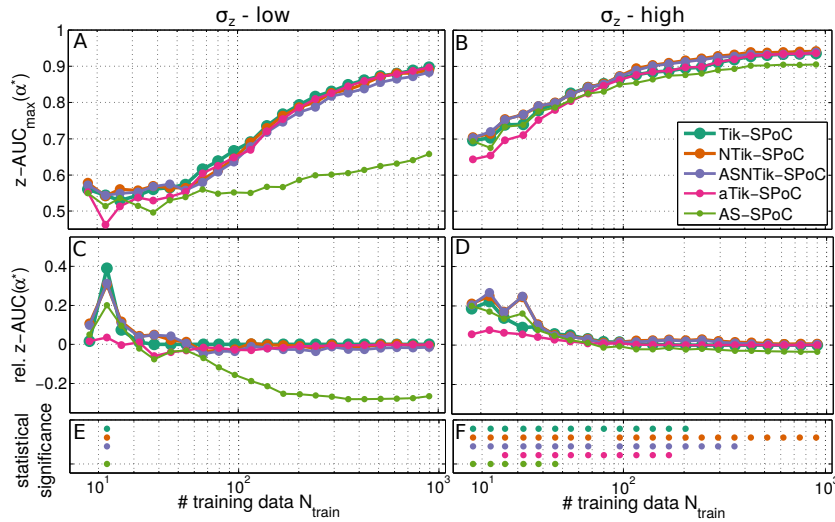 σz - low
σz - high
A
B
z−AUCmax(α*)
1
0.9
0.8
0.7
0.6
0.5
Tik−SPoC
NTik−SPoC
ASNTik−SPoC
aTik−SPoC
AS−SPoC
C
D
rel. z−AUC(α*)
0.4
0.2
0
−0.2
E
F
statistical
significance
10^1
10^2
10^3
10^1
10^2
10^3
# training data Ntrain
# training data Ntrain